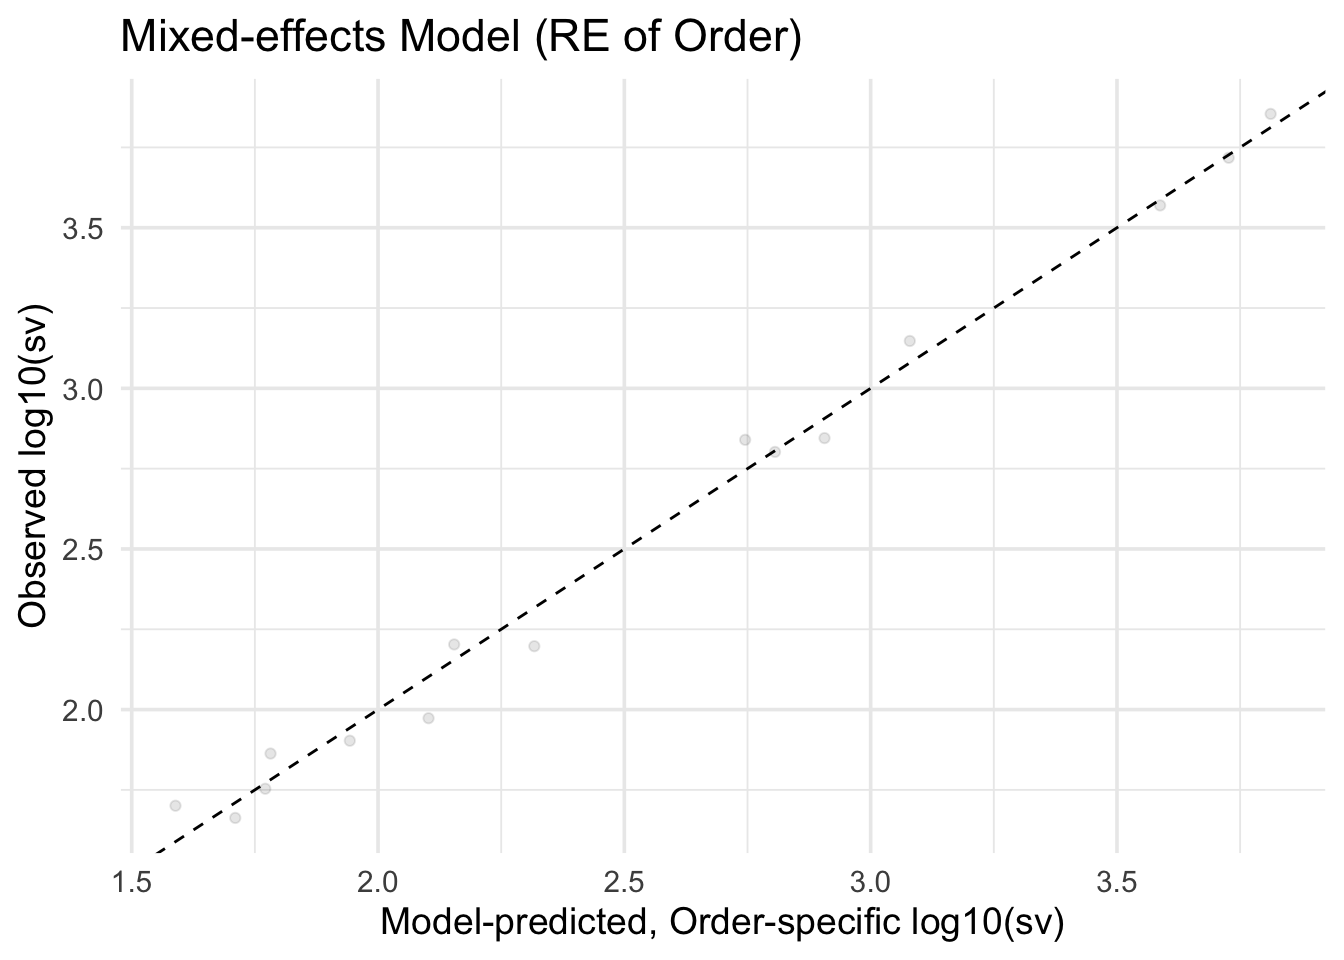 Mixed-effects Model (RE of Order)
Observed log10(sv)
3.5
3.0
2.5
2.0
1.5 2.0 2.5 3.0 3.5
Model-predicted, Order-specific log10(sv)